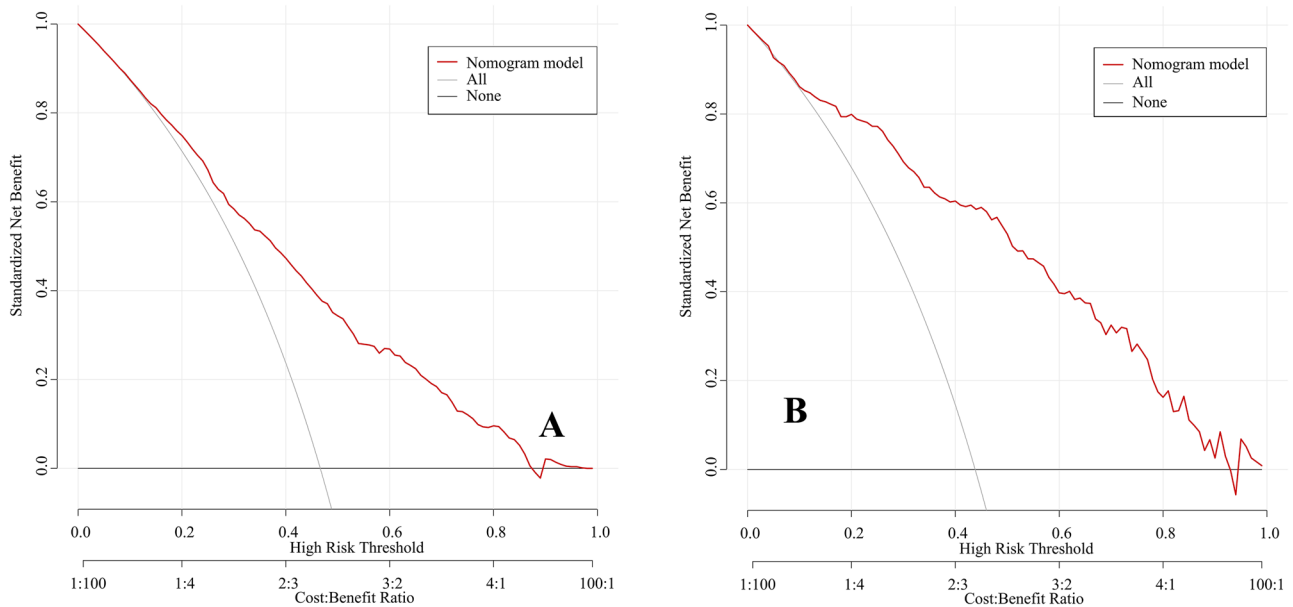 Standardized Net Benefit
1.0
0.8
0.6
0.4
0.2
0.0
Nomogram model
All
None
A
0.0 0.2 0.4 0.6 0.8 1.0
High Risk Threshold
1:100 1:4 2:3 3:2 4:1 100:1
Cost:Benefit Ratio
Standardized Net Benefit
1.0
0.8
0.6
0.4
0.2
0.0
Nomogram model
All
None
B
0.0 0.2 0.4 0.6 0.8 1.0
High Risk Threshold
1:100 1:4 2:3 3:2 4:1 100:1
Cost:Benefit Ratio